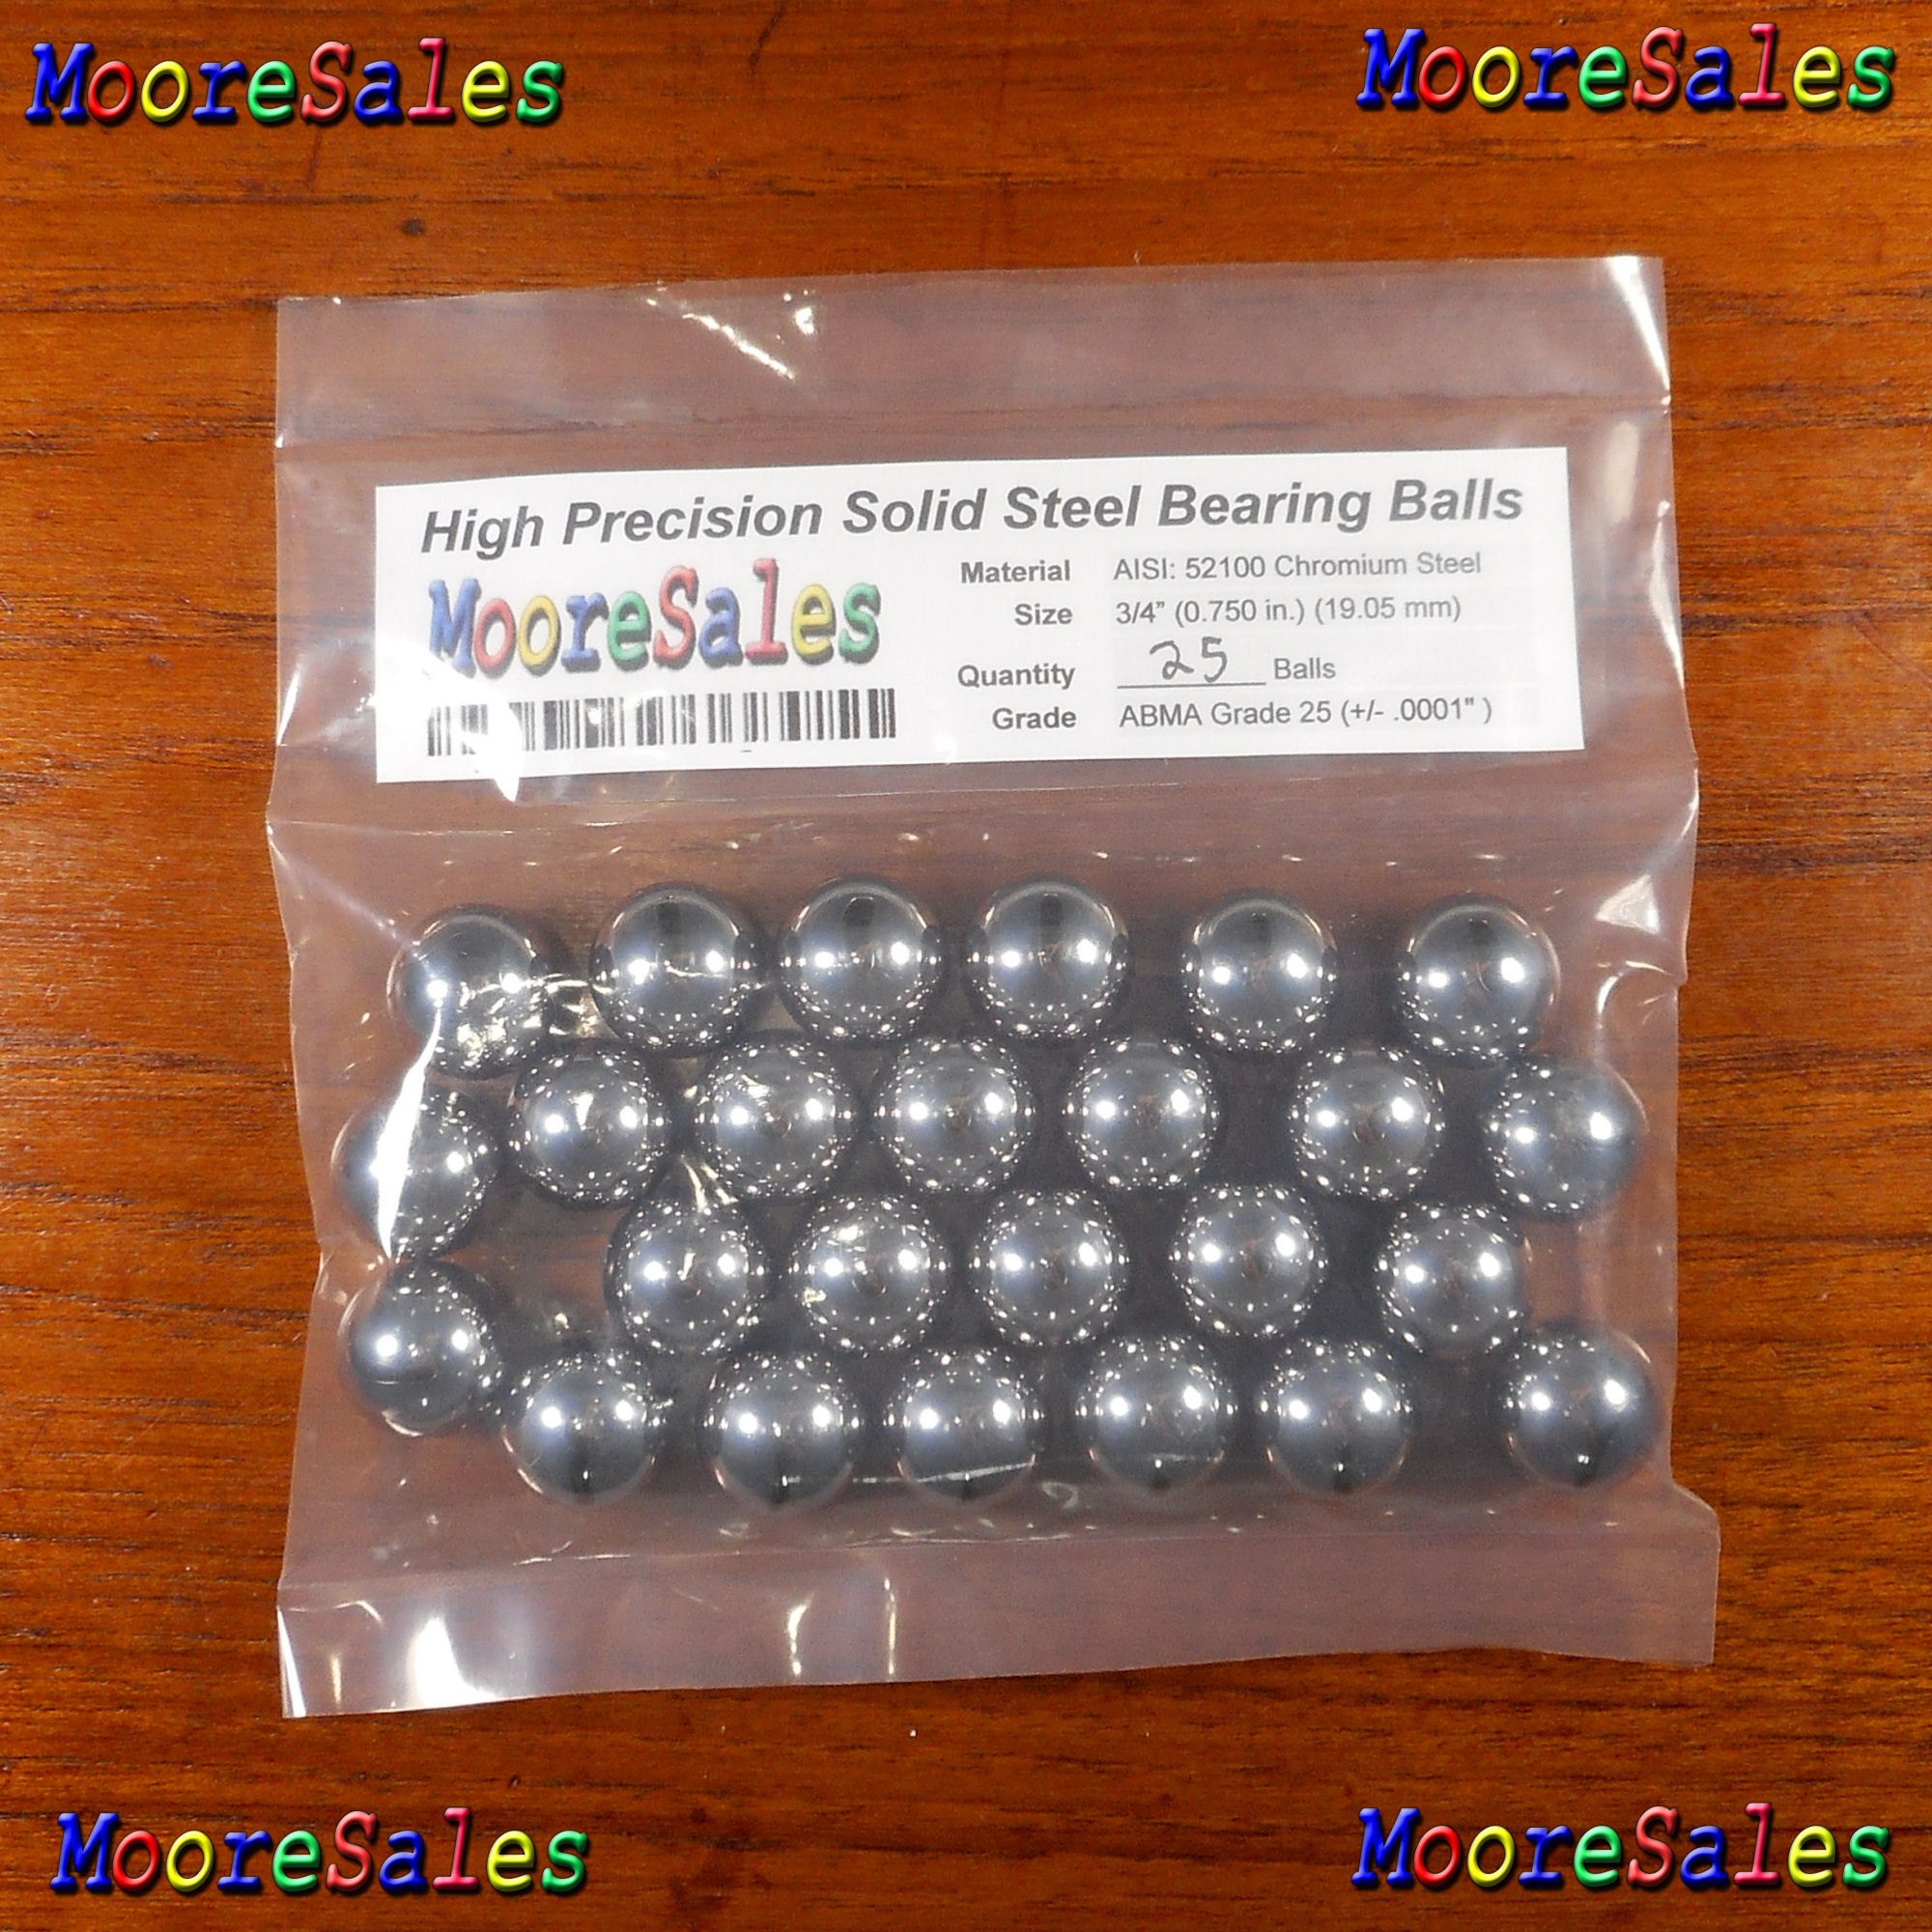 MooreSales
MooreSales
High Precision Solid Steel Bearing Balls
MooreSales
Material AISI: 52100 Chromium Steel
Size 3/4” (0.750 in.) (19.05 mm)
Quantity 25 Balls
Grade ABMA Grade 25 (+/- .0001" )
MooreSales
MooreSales